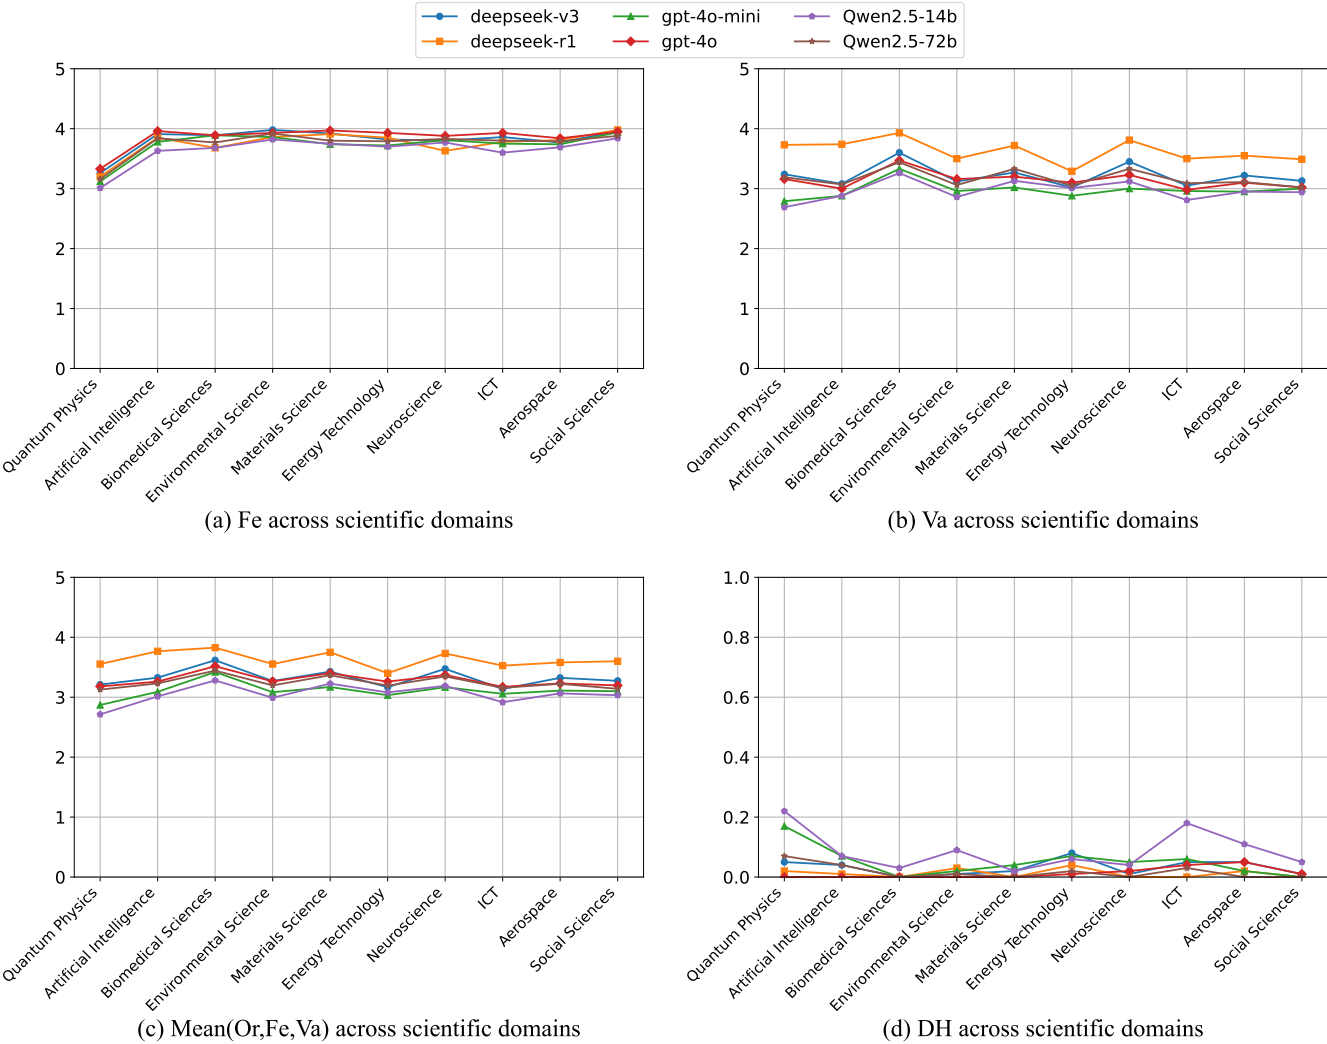 deepseek-v3 gpt-4o-mini Qwen2.5-14b
deepseek-r1 gpt-4o Qwen2.5-72b
5
4
3
2
1
0
Quantum Physics
Artificial Intelligence
Biomedical Sciences
Environmental Science
Materials Science
Energy Technology
Neuroscience
ICT
Aerospace
Social Sciences
(a) Fe across scientific domains
5
4
3
2
1
0
Quantum Physics
Artificial Intelligence
Biomedical Sciences
Environmental Science
Materials Science
Energy Technology
Neuroscience
ICT
Aerospace
Social Sciences
(b) Va across scientific domains
5
4
3
2
1
0
Quantum Physics
Artificial Intelligence
Biomedical Sciences
Environmental Science
Materials Science
Energy Technology
Neuroscience
ICT
Aerospace
Social Sciences
(c) Mean(Or,Fe,Va) across scientific domains
1.0
0.8
0.6
0.4
0.2
0.0
Quantum Physics
Artificial Intelligence
Biomedical Sciences
Environmental Science
Materials Science
Energy Technology
Neuroscience
ICT
Aerospace
Social Sciences
(d) DH across scientific domains